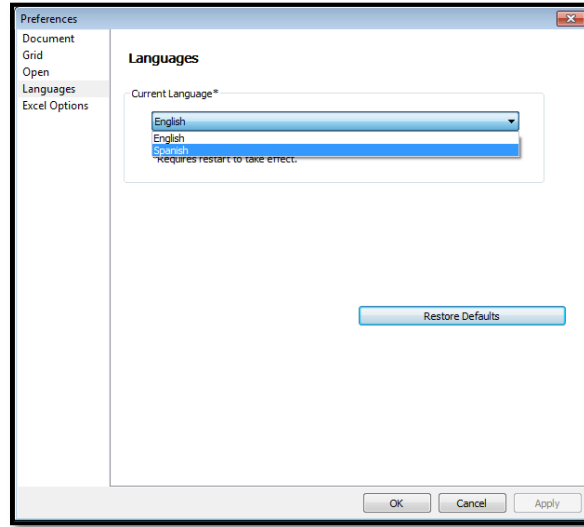 Preferences
Document
Grid
Open
Languages
Excel Options
Languages
Current Language*
English
English
Spanish
*Requires restart to take effect.
Restore Defaults
OK
Cancel
Apply